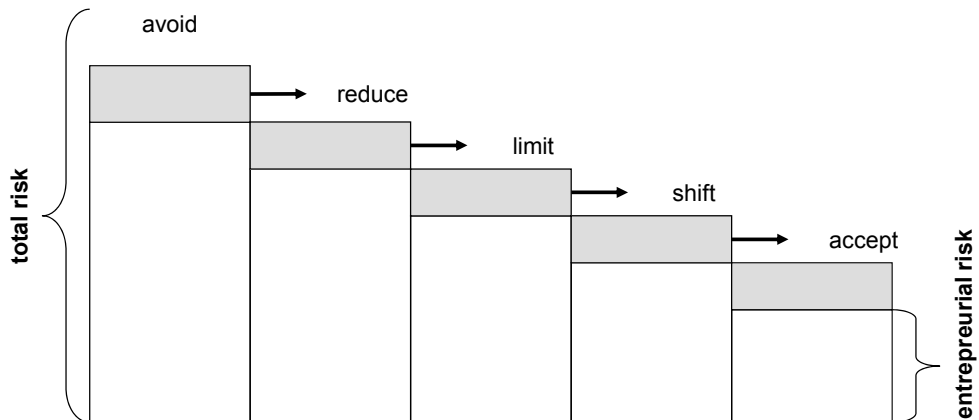 avoid
reduce
limit
shift
accept
total risk
entrepreurial risk